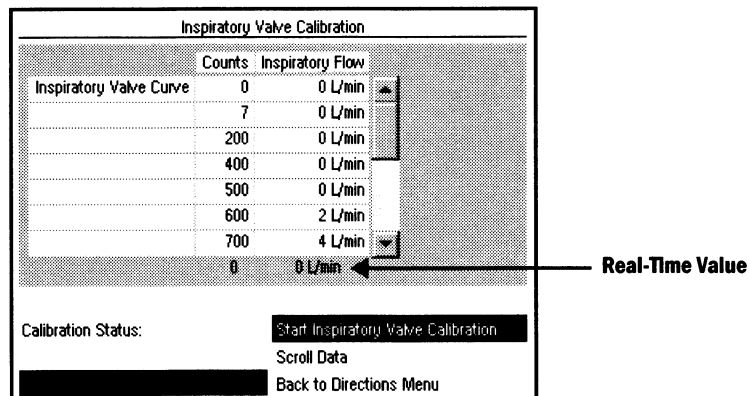 Inspiratory Valve Calibration
Counts Inspiratory Flow
Inspiratory Valve Curve 0 0 L/min
7 0 L/min
200 0 L/min
400 0 L/min
500 0 L/min
600 2 L/min
700 4 L/min
0 0 L/min
Real-Time Value
Calibration Status:
Start Inspiratory Valve Calibration
Scroll Data
Back to Directions Menu